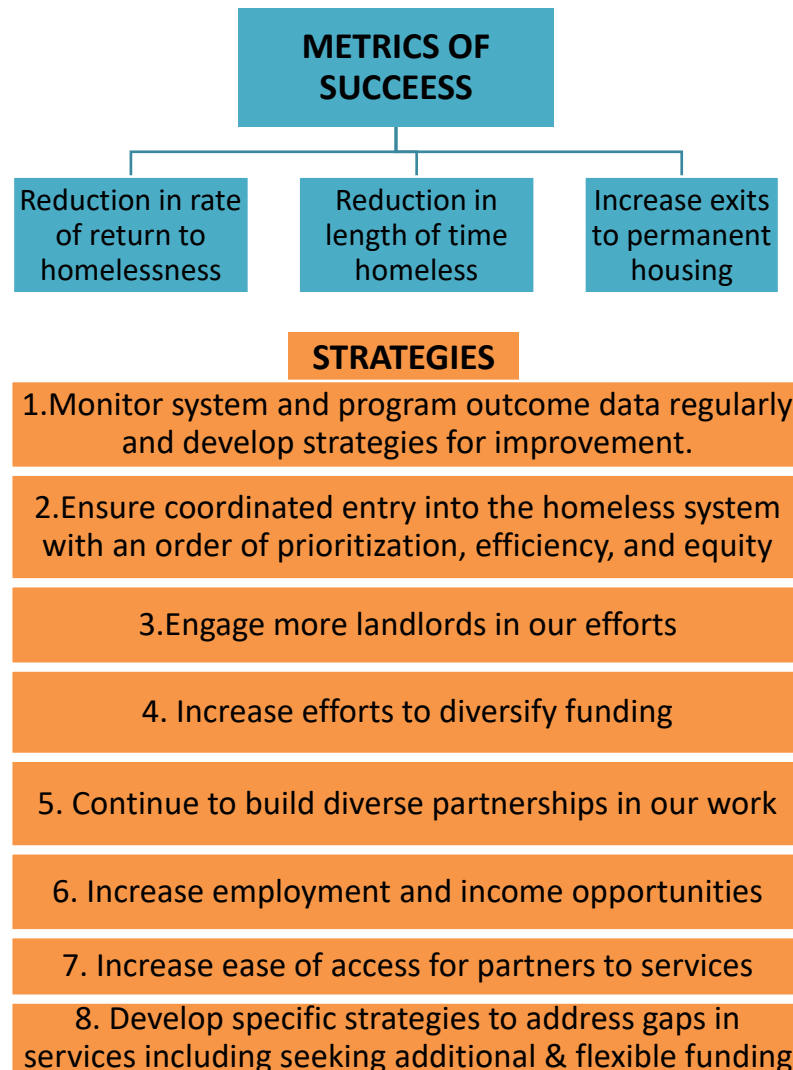 METRICS OF
SUCCEESS
Reduction in rate
of return to
homelessness
Reduction in
length of time
homeless
Increase exits
to permanent
housing
STRATEGIES
1.Monitor system and program outcome data regularly
and develop strategies for improvement.
2.Ensure coordinated entry into the homeless system
with an order of prioritization, efficiency, and equity
3.Engage more landlords in our efforts
4. Increase efforts to diversify funding
5. Continue to build diverse partnerships in our work
6. Increase employment and income opportunities
7. Increase ease of access for partners to services
8. Develop specific strategies to address gaps in
services including seeking additional & flexible funding